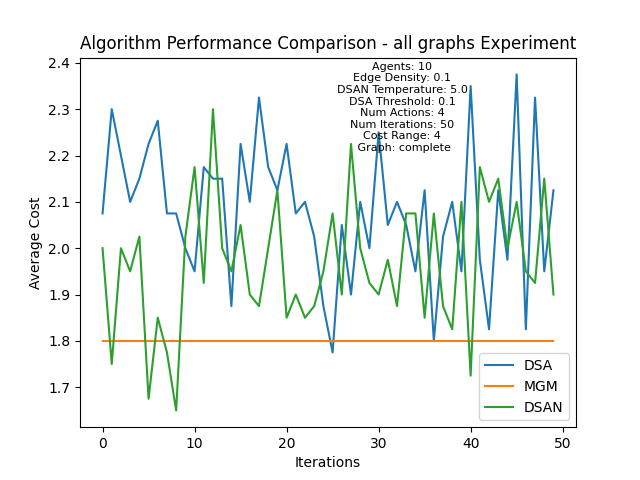 Algorithm Performance Comparison - all graphs Experiment
Agents: 10
Edge Density: 0.1
DSAN Temperature: 5.0
DSA Threshold: 0.1
Num Actions: 4
Num Iterations: 50
Cost Range: 4
Graph: complete
Average Cost
2.4
2.3
2.2
2.1
2.0
1.9
1.8
1.7
0
10
20
30
40
50
Iterations
DSA
MGM
DSAN